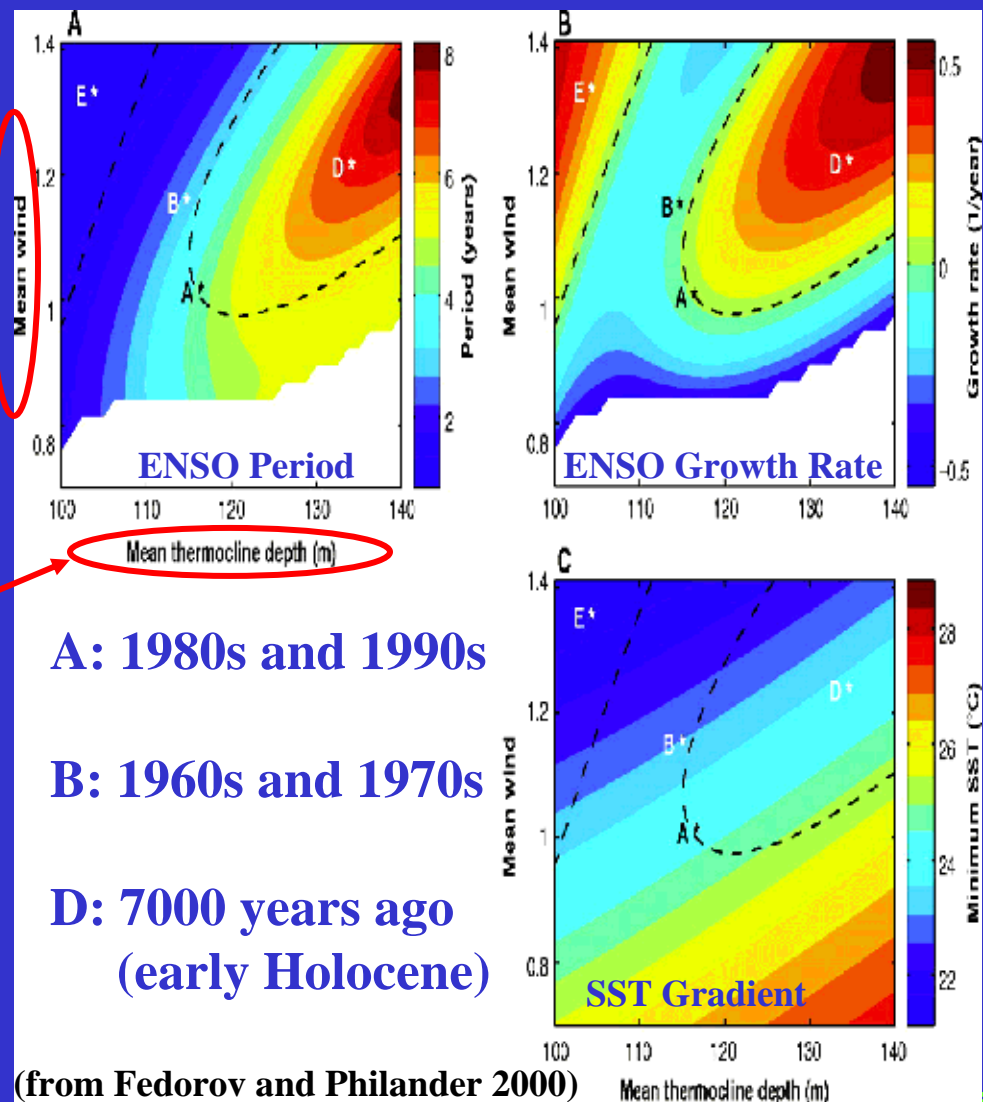 A
1.4
1.2
1
0.8
Mean wind
E*
D*
B*
A*
ENSO Period
100
110
120
130
140
Mean thermocline depth (m)
8
6
4
2
Period (years)
B
1.4
1.2
1
0.8
Mean wind
E*
D*
B*
A*
ENSO Growth Rate
100
110
120
130
140
0.5
0
-0.5
Growth rate (1/year)
A: 1980s and 1990s
B: 1960s and 1970s
D: 7000 years ago
(early Holocene)
(from Fedorov and Philander 2000)
C
1.4
1.2
1
0.8
Mean wind
E*
D*
B*
A*
SST Gradient
100
110
120
130
140
Mean thermocline depth (m)
28
26
24
22
Minimum SST (°C)